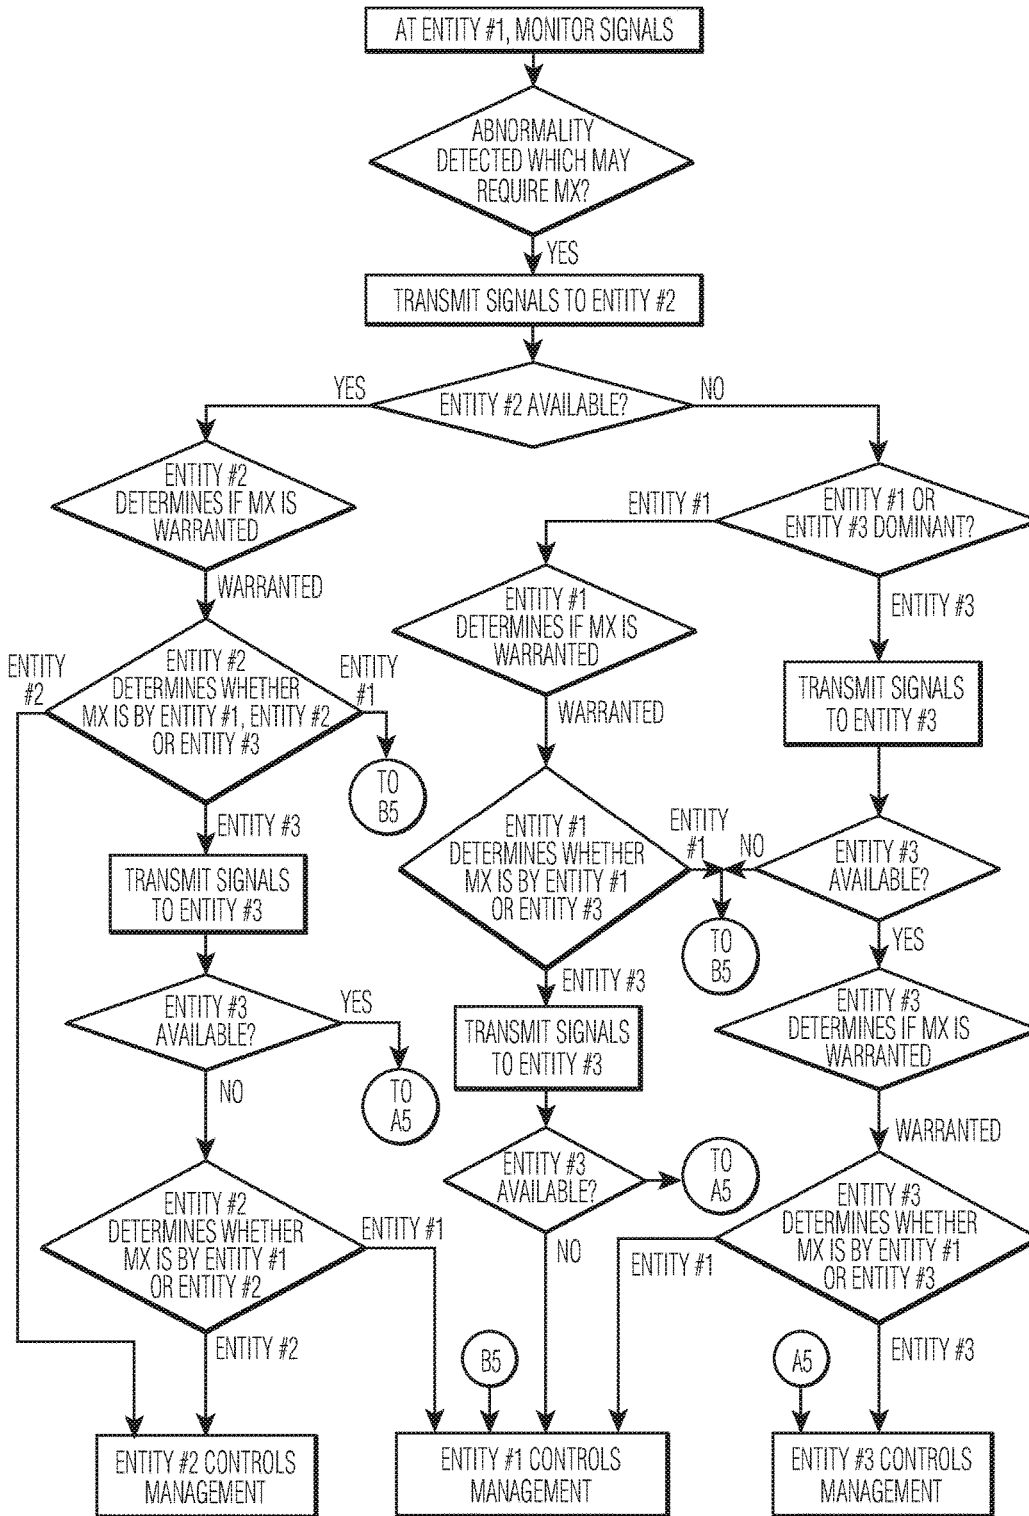 AT ENTITY #1, MONITOR SIGNALS
ABNORMALITY
DETECTED WHICH MAY
REQUIRE MX?
YES
TRANSMIT SIGNALS TO ENTITY #2
YES
ENTITY #2 AVAILABLE?
NO
ENTITY #2
DETERMINES IF MX IS
WARRANTED
ENTITY #1
ENTITY #1 OR
ENTITY #3 DOMINANT?
WARRANTED
ENTITY #1
DETERMINES IF MX IS
WARRANTED
ENTITY #3
ENTITY
#2
ENTITY #2
DETERMINES WHETHER
MX IS BY ENTITY #1, ENTITY #2
OR ENTITY #3
ENTITY
#1
TO
B5
WARRANTED
TRANSMIT SIGNALS
TO ENTITY #3
ENTITY #3
TRANSMIT SIGNALS
TO ENTITY #3
ENTITY #1
DETERMINES WHETHER
MX IS BY ENTITY #1
OR ENTITY #3
ENTITY
#1
NO
ENTITY #3
AVAILABLE?
TO
B5
YES
ENTITY #3
AVAILABLE?
YES
TO
A5
NO
ENTITY #3
TRANSMIT SIGNALS
TO ENTITY #3
ENTITY #3
DETERMINES IF MX IS
WARRANTED
WARRANTED
ENTITY #3
AVAILABLE?
TO
A5
NO
ENTITY #2
DETERMINES WHETHER
MX IS BY ENTITY #1
OR ENTITY #2
ENTITY #1
ENTITY #2
ENTITY #3
DETERMINES WHETHER
MX IS BY ENTITY #1
OR ENTITY #3
ENTITY #1
ENTITY #3
B5
A5
ENTITY #2 CONTROLS
MANAGEMENT
ENTITY #1 CONTROLS
MANAGEMENT
ENTITY #3 CONTROLS
MANAGEMENT